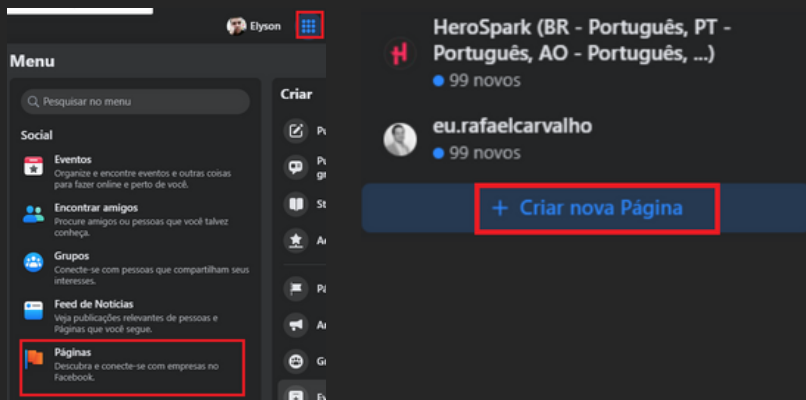 Elyson
Menu
Pesquisar no menu
Social
Eventos
Organize e encontre eventos e outras coisas
para fazer online e perto de você.
Encontrar amigos
Procure amigos ou pessoas que você talvez
conheça.
Grupos
Conecte-se com pessoas que compartilham seus
interesses.
Feed de Notícias
Veja publicações relevantes de pessoas e
Páginas que você segue.
Páginas
Descubra e conecte-se com empresas no
Facebook.
Criar
HeroSpark (BR - Português, PT -
Português, AO - Português, ...)
99 novos
eu.rafaelcarvalho
99 novos
+ Criar nova Página